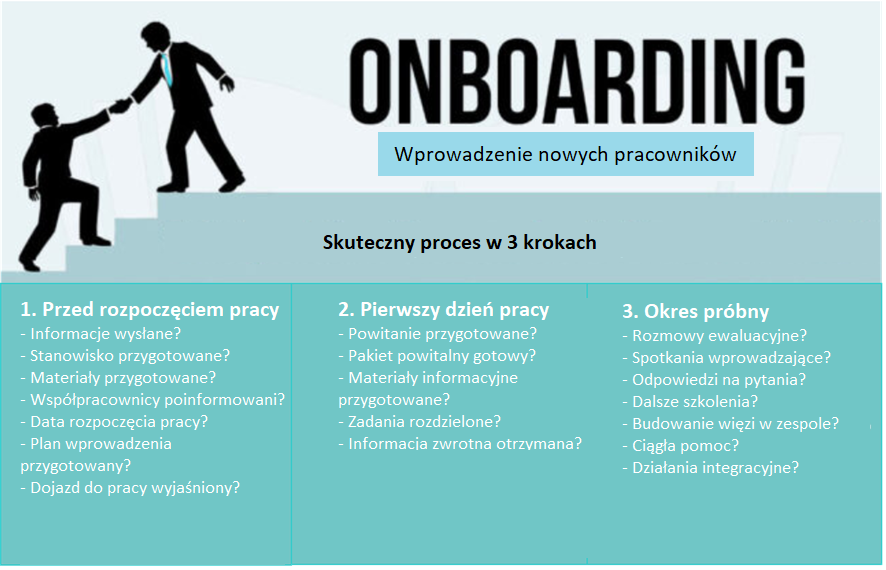 ONBOARDING
Wprowadzenie nowych pracowników
Skuteczny proces w 3 krokach
1. Przed rozpoczęciem pracy
- Informacje wysłane?
- Stanowisko przygotowane?
- Materiały przygotowane?
- Współpracownicy poinformowani?
- Data rozpoczęcia pracy?
- Plan wprowadzenia
przygotowany?
- Dojazd do pracy wyjaśniony?
2. Pierwszy dzień pracy
- Powitanie przygotowane?
- Pakiet powitalny gotowy?
- Materiały informacyjne
przygotowane?
- Zadania rozdzielone?
- Informacja zwrotna otrzymana?
3. Okres próbny
- Rozmowy ewaluacyjne?
- Spotkania wprowadzające?
- Odpowiedzi na pytania?
- Dalsze szkolenia?
- Budowanie więzi w zespole?
- Ciągła pomoc?
- Działania integracyjne?